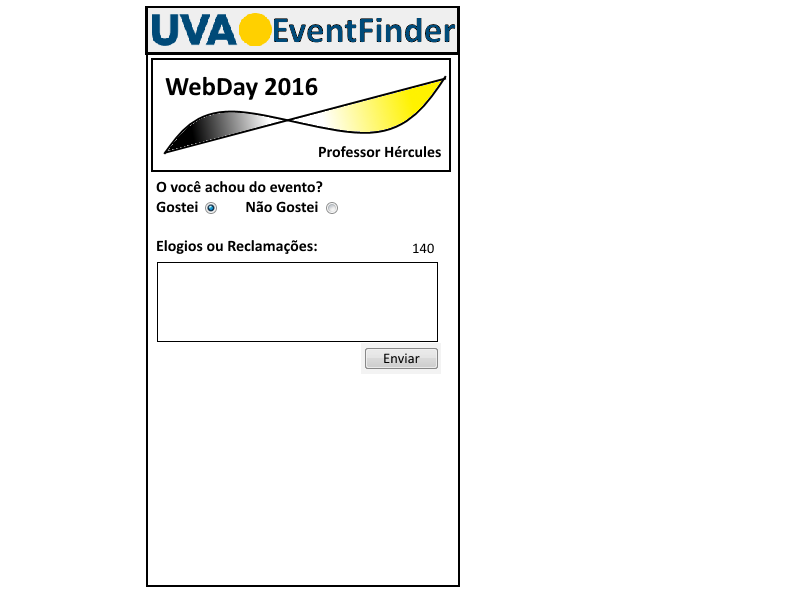 UVA EventFinder
WebDay 2016
Professor Hércules
O você achou do evento?
Gostei Não Gostei
Elogios ou Reclamações: 140
Enviar